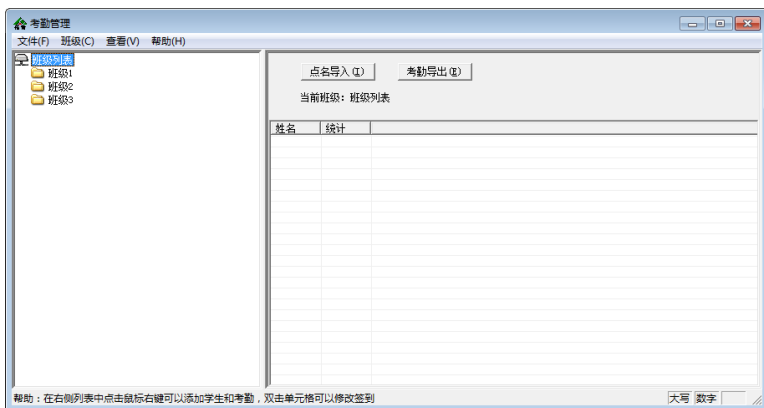 考勤管理
文件(F) 班级(C) 查看(V) 帮助(H)
班级列表
班级1
班级2
班级3
点名导入(I) 考勤导出(E)
当前班级：班级列表
姓名 统计
帮助：在右侧列表中点击鼠标右键可以添加学生和考勤，双击单元格可以修改签到 大写 数字